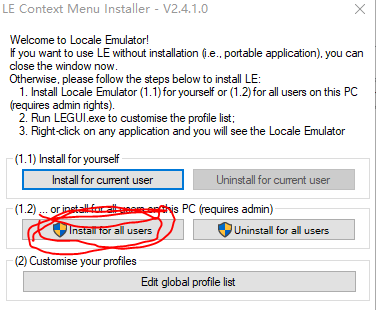 LE Context Menu Installer - V2.4.1.0
Welcome to Locale Emulator!
If you want to use LE without installation (i.e., portable application), you can
close the window now.
Otherwise, please follow the steps below to install LE:
1. Install Locale Emulator (1.1) for yourself or (1.2) for all users on this PC
(requires admin rights).
2. Run LEGUI.exe to customise the profile list;
3. Right-click on any application and you will see the Locale Emulator
(1.1) Install for yourself
Install for current user
Uninstall for current user
(1.2) ... or install for all users on this PC (requires admin)
Install for all users
Uninstall for all users
(2) Customise your profiles
Edit global profile list